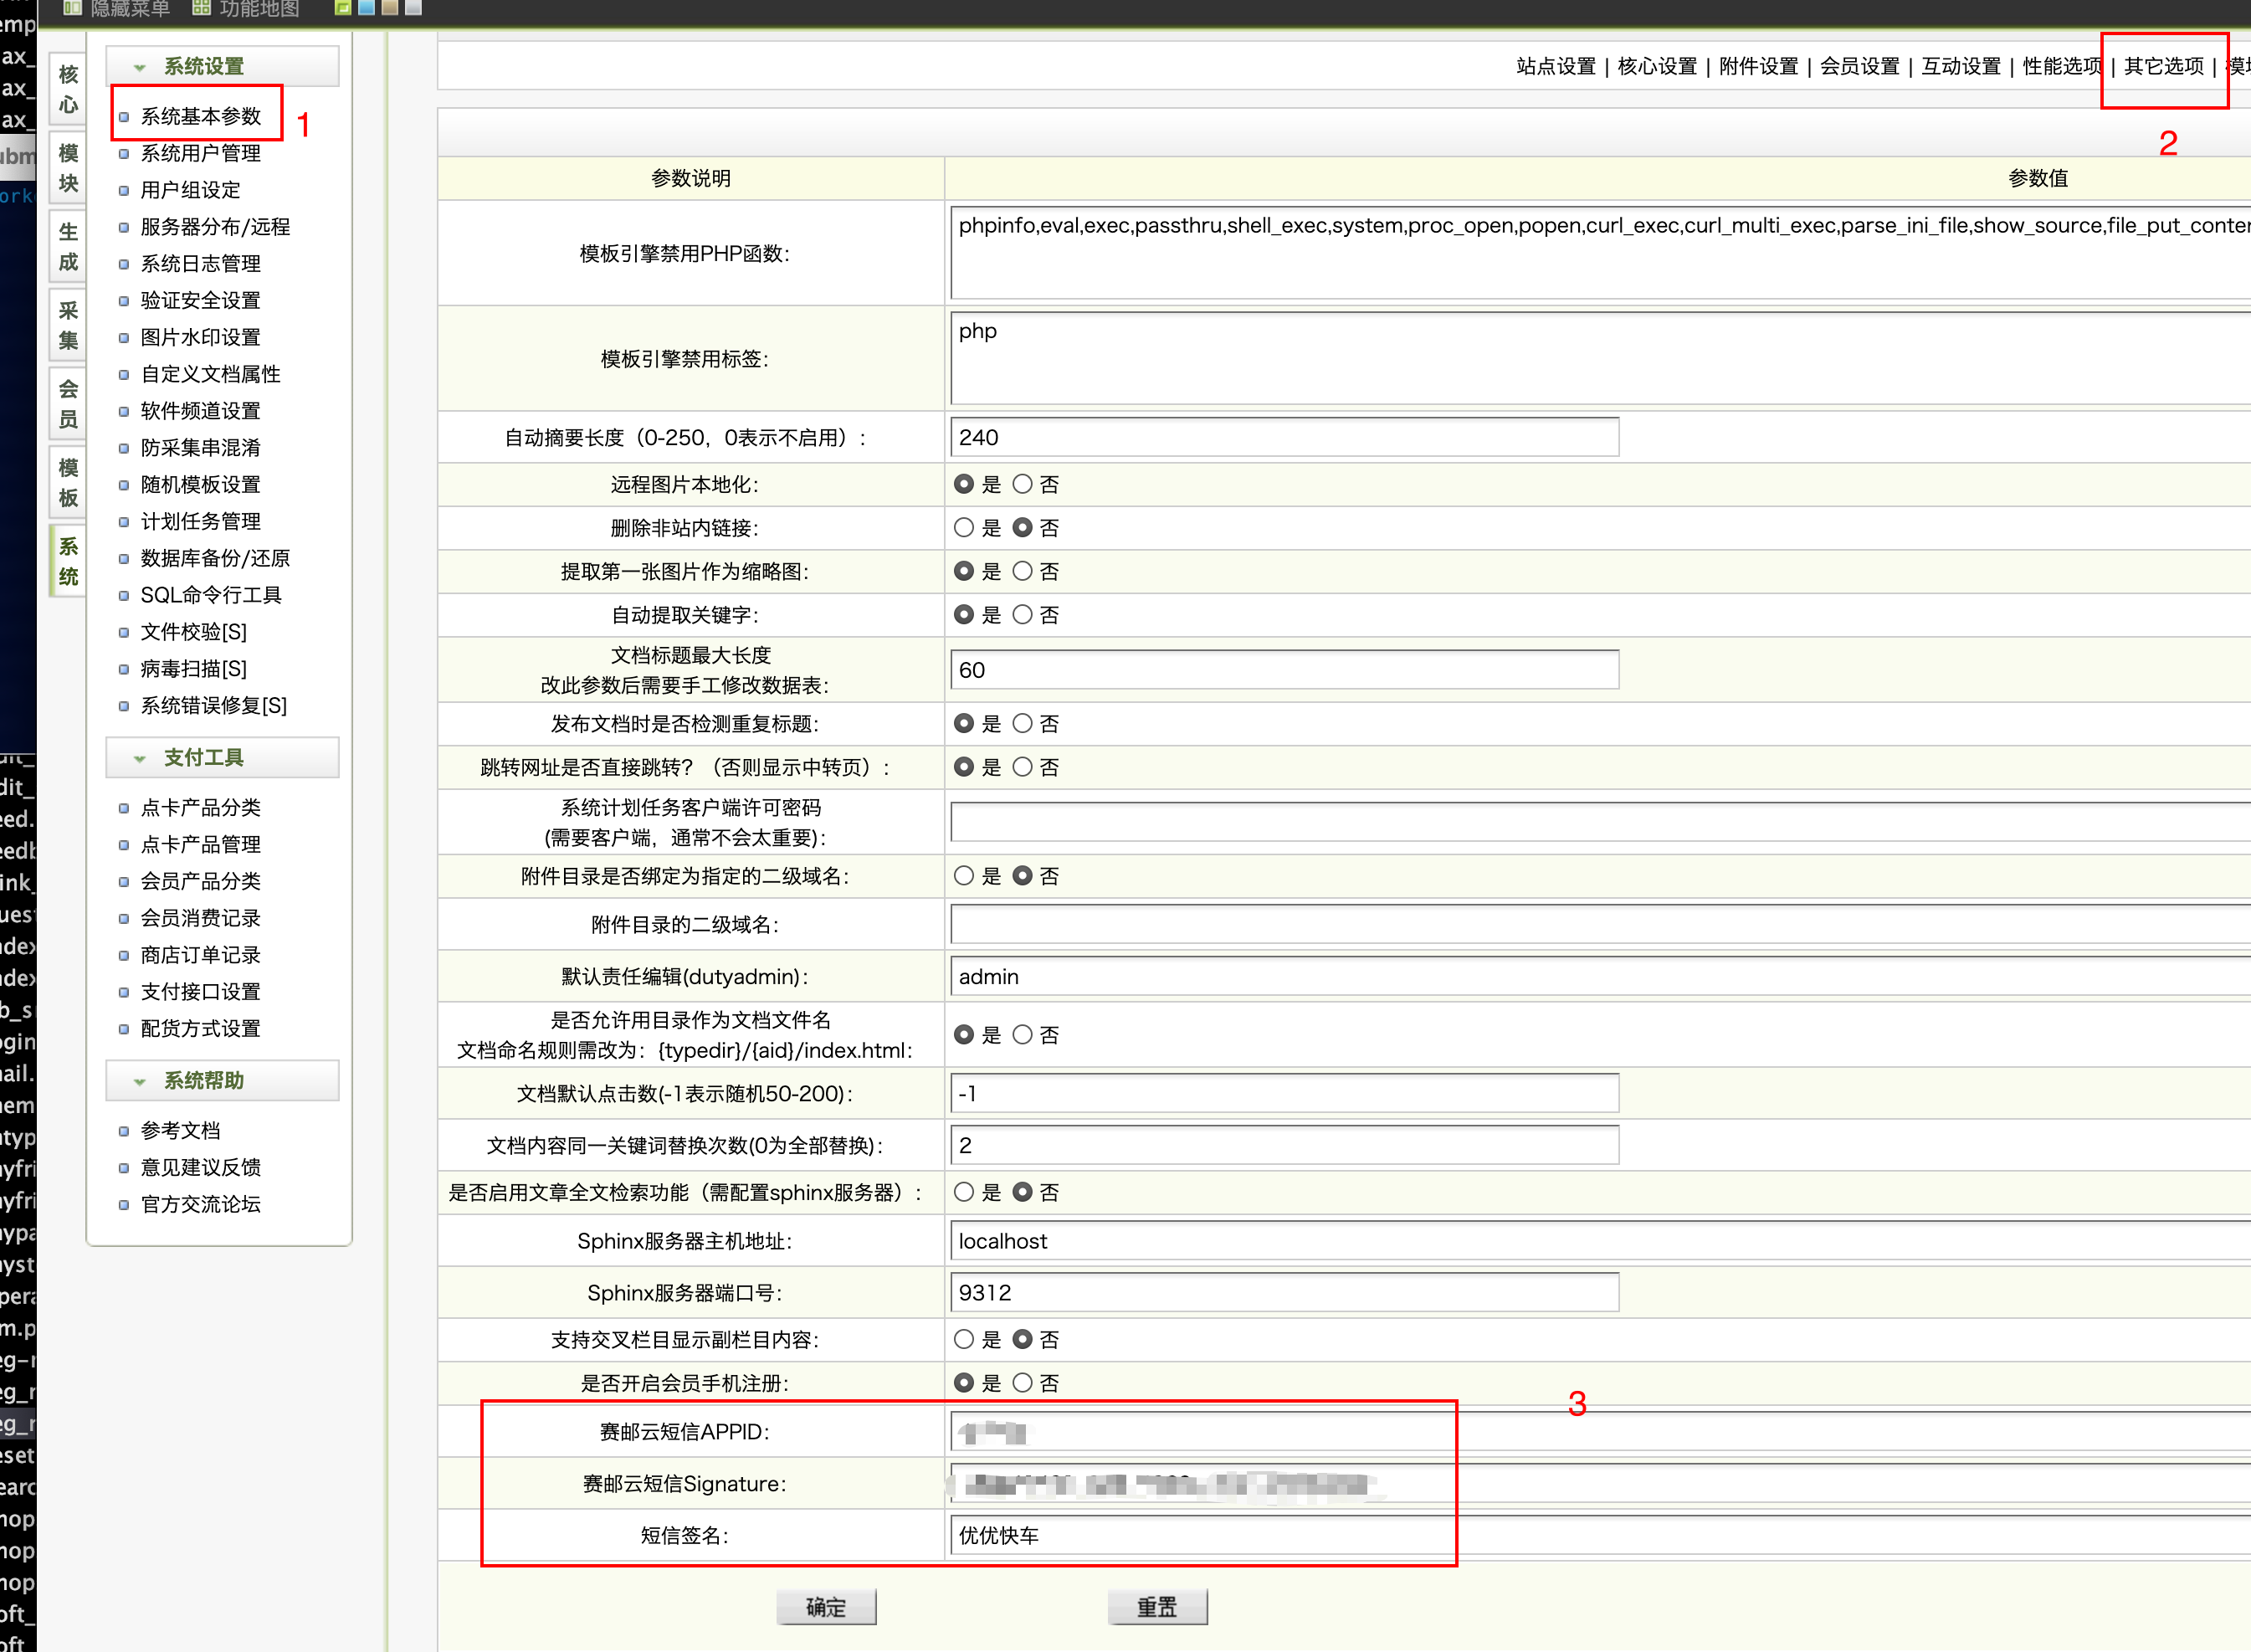 隐藏菜单 功能地图
核心
模块
生成
采集
会员
模板
系统
系统设置
系统基本参数
1
系统用户管理
用户组设定
服务器分布/远程
系统日志管理
验证安全设置
图片水印设置
自定义文档属性
软件频道设置
防采集串混淆
随机模板设置
计划任务管理
数据库备份/还原
SQL命令行工具
文件校验[S]
病毒扫描[S]
系统错误修复[S]
支付工具
点卡产品分类
点卡产品管理
会员产品分类
会员消费记录
商店订单记录
支付接口设置
配货方式设置
系统帮助
参考文档
意见建议反馈
官方交流论坛
站点设置 | 核心设置 | 附件设置 | 会员设置 | 互动设置 | 性能选项 | 其它选项 |
2
参数说明 参数值
模板引擎禁用PHP函数: phpinfo,eval,exec,passthru,shell_exec,system,proc_open,popen,curl_exec,curl_multi_exec,parse_ini_file,show_source,file_put_conter
模板引擎禁用标签: php
自动摘要长度（0-250，0表示不启用）: 240
远程图片本地化: 是 否
删除非站内链接: 是 否
提取第一张图片作为缩略图: 是 否
自动提取关键字: 是 否
文档标题最大长度
改此参数后需要手工修改数据表: 60
发布文档时是否检测重复标题: 是 否
跳转网址是否直接跳转？（否则显示中转页）: 是 否
系统计划任务客户端许可密码
(需要客户端，通常不会太重要):
附件目录是否绑定为指定的二级域名: 是 否
附件目录的二级域名:
默认责任编辑(dutyadmin): admin
是否允许用目录作为文档文件名
文档命名规则需改为：{typedir}/{aid}/index.html: 是 否
文档默认点击数(-1表示随机50-200): -1
文档内容同一关键词替换次数(0为全部替换): 2
是否启用文章全文检索功能（需配置sphinx服务器）: 是 否
Sphinx服务器主机地址: localhost
Sphinx服务器端口号: 9312
支持交叉栏目显示副栏目内容: 是 否
是否开启会员手机注册: 是 否
3
赛邮云短信APPID:
赛邮云短信Signature:
短信签名: 优优快车
确定 重置